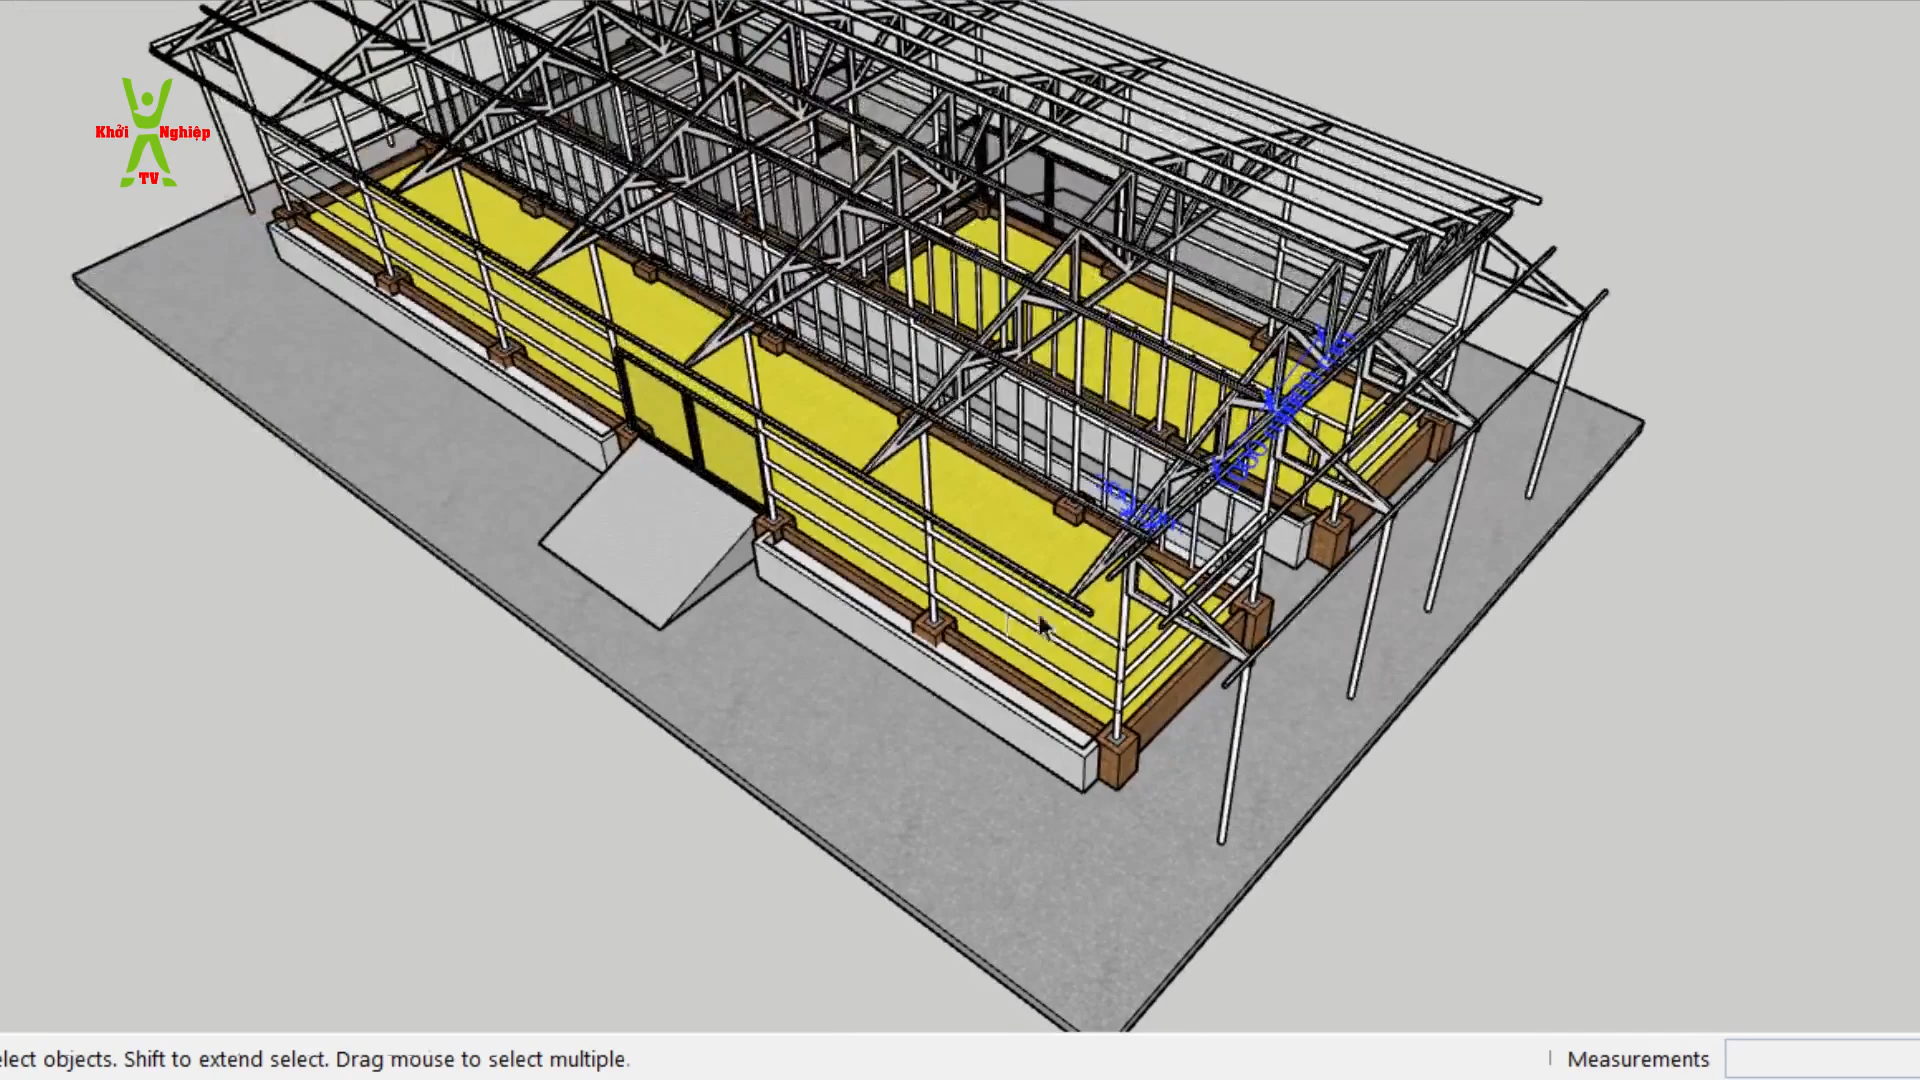 Khởi Nghiệp
TV
elect objects. Shift to extend select. Drag mouse to select multiple.
Measurements